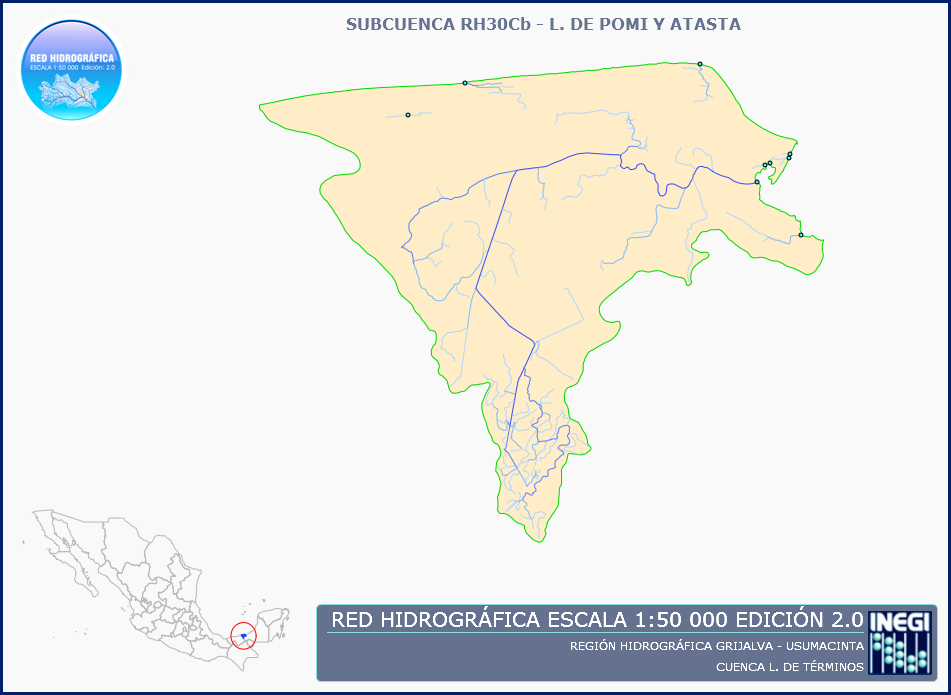 SUBCUENCA RH30Cb - L. DE POMI Y ATASTA
RED HIDROGRÁFICA
ESCALA 1:50 000 Edición: 2.0
RED HIDROGRÁFICA ESCALA 1:50 000 EDICIÓN 2.0
REGIÓN HIDROGRÁFICA GRIJALVA - USUMACINTA
CUENCA L. DE TÉRMINOS
INEGI